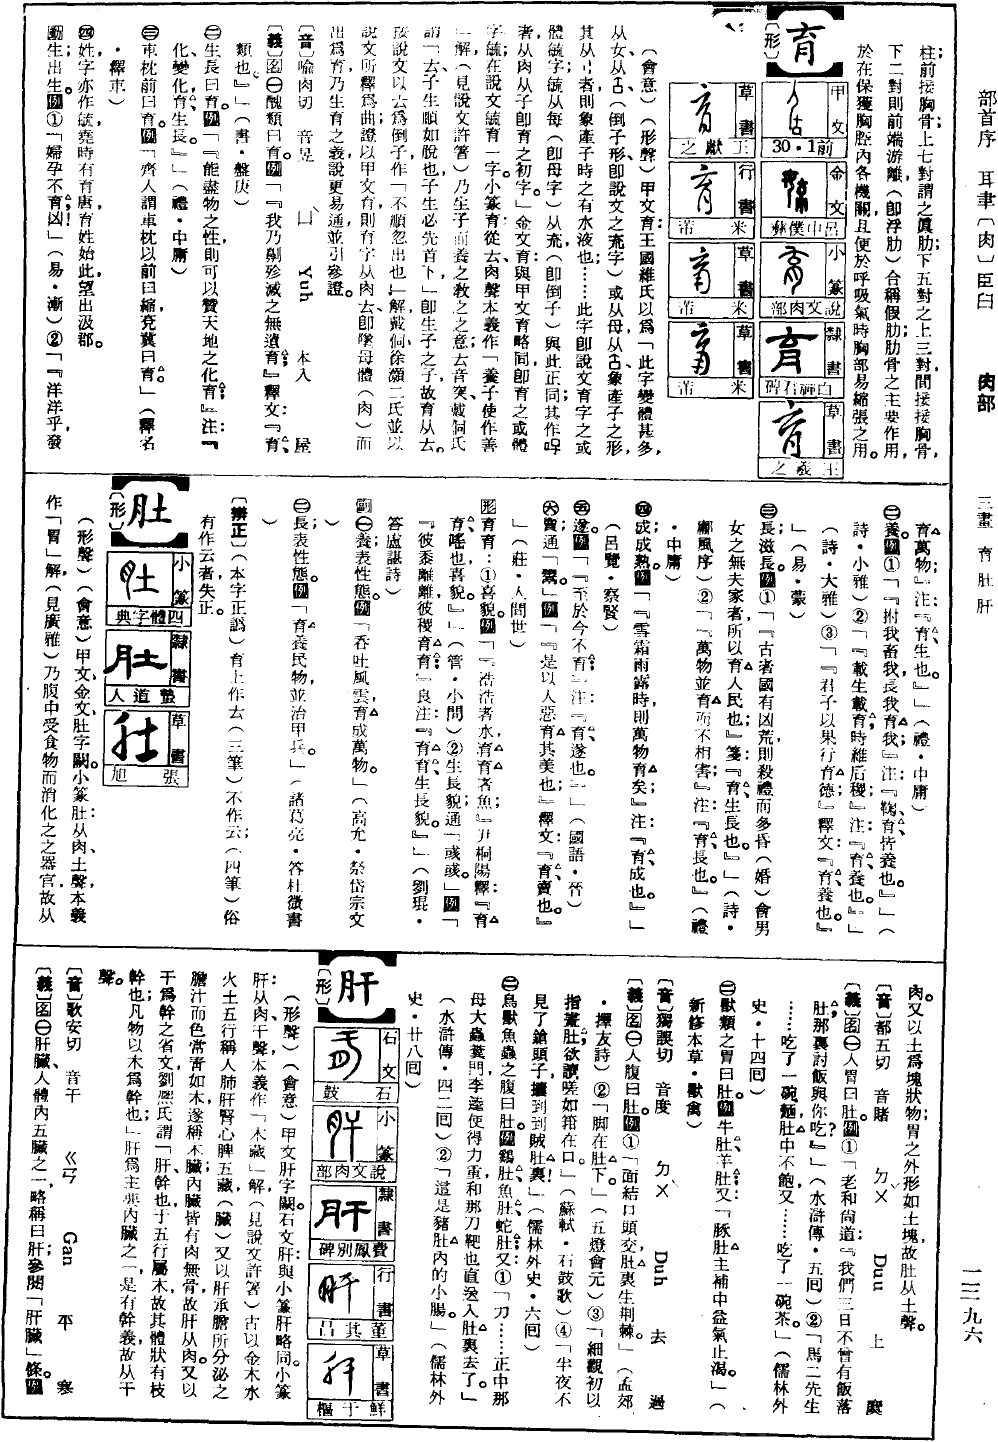 部首序　耳聿〔肉〕臣臼　肉部　三畫　育肚肝　一一三九六
柱前接胸骨上七對謂之眞肋下五對之上三對間接接胸骨，
下二對則前端游離（即浮肋）合稱假肋肋骨之主要作用，
於在保獲胸腔內各機關且便於呼吸氣時胸部易縮張之用。
【育】
〔形〕
甲文　前1·30
金文　呂中僕彝
小篆　說文肉部
隸書　白神石碑
草書　王羲之
草書　王獻之
行書　米芾
草書　米芾
草書　米芾
（會意）（形聲）甲文育；王國維氏以爲「此字變體甚多，
从女从𠫓（倒子形，即說文之㐬字）或从母，从𠫓象產子之形，
其从丷者則象產子時之有水液也；……此字即說文育字之或
體毓字；毓从每（即母字）从㐬（即倒子）與此正同，其作
者从肉从子，即育之初字。」金文育與甲文育略同，即育之或體
字毓，在說文毓育一字。小篆育；從𠫓肉聲，本義作「養子使作善
」解，（見說文許箸）乃生子而養之教之之意；𠫓音突，戴侗氏
謂「𠫓子生順如脫也，子生必先首下，」即生子之子，故育从𠫓。
按說文以𠫓爲倒子，作「不順忽出也」解；戴侗徐灝二氏並以
說文所釋爲曲證；以甲文育，則育字从肉𠫓，即墜母體（肉）而
出爲育，乃生育之義，說更易通，並引參證。
〔音〕喻肉切　音昱　ㄩˋ　Yuh　本入　屋
〔義〕名㊀醜類曰育。例「『我乃劓殄滅之無遺育。』釋文：『育，
類也。』」（書·盤庚）
㊁生長曰育。例「『能盡物之性，則可以贊天地之化育。』注：『
化變化，育生長。』」（禮·中庸）
㊂車枕前曰育。例「齊人謂車枕以前曰縮，兗冀曰育。」（釋名
·釋車）
㊃姓，字亦作毓，堯時有育唐，育姓始此，望出汲郡。
動㊀生；出生。例①「婦孕不育，凶！」（易·漸）②「『洋洋乎，發
育萬物。』注：『育，生也。』」（禮·中庸）
㊁養。例①「『拊我畜我，長我育我。』注：『鞠育皆養也。』」（
詩·小雅）②「『載生載育，時維后稷。』注：『育，養也。』」
（詩·大雅）③「『君子以果行育德。』釋文：『育，養也。』
」（易·蒙）
㊂長；滋長。例①「『古者國有凶荒，則殺禮而多昏（婚）會男
女之無夫家者，所以育人民也。』箋：『育，生長也。』」（詩·
鄘風序）②「『萬物並育而不相害。』注：『育，長也。』」（禮
·中庸）
㊃成；成熟。例「『雪霜雨露時，則萬物育矣。』注：『育，成也。』」
（呂覽·察賢）
㊄遂。例「『至於今不育。』注：『育，遂也。』」（國語·晉）
㊅賣，通「鬻」。例「『是以人惡育其美也。』釋文：『育，賣也。』
」（莊·人間世）
形育育：①喜貌。例「『浩浩者水，育育者魚。』尹桐陽釋：『育
育，㗛也，喜貌。』」（管·小問）②生長貌，通「彧彧。」例「
『彼黍離離，彼稷育育。』良注：『育育，生長貌。』」（劉琨·
答盧諶詩）
副㊀養，表性態。例「吞吐風雲，育成萬物。」（高允·祭岱宗文
）
㊁長，表性態。例「育養民物，並治甲兵。」（諸葛亮·答杜微書
）
〔辨正〕（本字正譌）育上作𠫓（三筆），不作云（四筆）；俗
有作云者失正。
【肚】
〔形〕
小篆　四體字典
隸書　蟄道人
草書　張旭
（形聲）（會意）甲文、金文、肚字闕。小篆肚；从肉土聲，本義
作「胃」解，（見廣雅）乃腹中受食物而消化之之器官，故从
肉。又以土爲塊狀物；胃之外形如土塊，故肚从土聲。
〔音〕都五切　音賭　ㄉㄨˇ　Duu　上　麌
〔義〕名㊀人胃曰肚。例①「老和尚道『我們三日不曾有飯落
肚，那裏討飯與你吃？』」（水滸傳·五回）②「馬二先生
……吃了一碗麵，肚中不飽，又……吃了一碗茶。」（儒林外
史·十四回）
㊁獸類之胃曰肚。例牛肚、羊肚；又「豚肚主補中益氣止渴。」（
新修本草·獸禽）
〔音〕獨誤切　音度　ㄉㄨˋ　Duh　去　遇
〔義〕名㊀人腹曰肚。例①「面結口頭交，肚裏生荊棘。」（孟郊
·擇友詩）②「脚在肚下。」（五燈會元）③「細觀初以
指畫肚，欲讀嗟如箝在口。」（蘇軾·石鼓歌）④「半夜不
見了鎗頭子，攮到賊肚裏！」（儒林外史·六回）
㊁鳥獸魚蟲之腹曰肚。例鷄肚、魚肚、蛇肚；又①「刀……正中那
母大蟲糞門，李逵使得力重，和那刀靶也直送入肚裏去了。」
（水滸傳·四二回）②「這是豬肚內的小腸。」（儒林外
史·廿八回）
【肝】
〔形〕
石文　石鼓
小篆　說文肉部
隸書　費鳳別碑
行書　董其昌
草書　鮮于樞
（形聲）（會意）甲文肝字闕。石文肝：與小篆肝略同。小篆
肝：从肉干聲，本義作「木藏」解，（見說文許箸）古以金木水
火土五行稱人肺肝腎心脾五藏（臟），又以肝承膽所分泌之
膽汁而色常青如木，遂稱木臟；內臟皆有肉無骨，故肝从肉。又以
干爲幹之省文，劉熙氏謂「肝，幹也，于五行屬木，故其體狀有枝
幹也；凡物以木爲幹也」肝爲主要內臟之一，是有幹義，故从干
聲。
〔音〕歌安切　音干　ㄍㄢ　Gan　平　寒
〔義〕名㊀肝臟，人體內五臟之一，略稱曰肝；參閱「肝臟」條。例